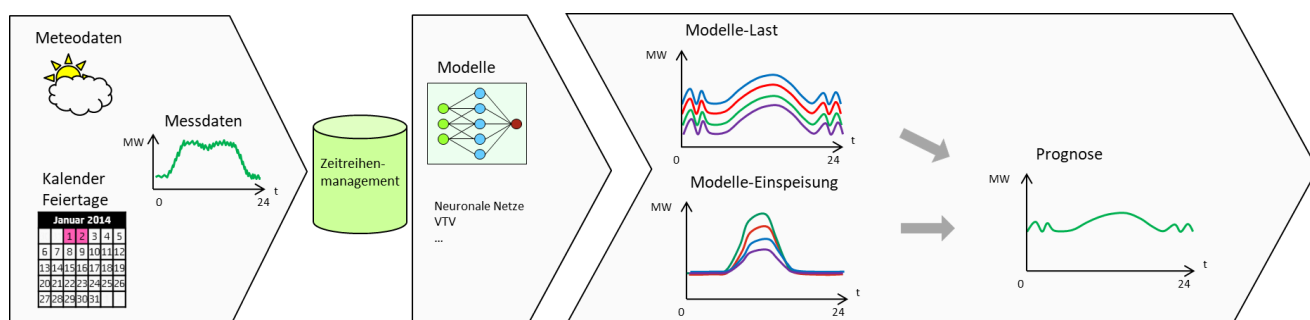 Meteodaten
Messdaten
MW
t
0
24
Kalender
Feiertage
Januar 2014
1 2 3 4 5
6 7 8 9 10 11 12
13 14 15 16 17 18 19
20 21 22 23 24 25 26
27 28 29 30 31
Zeitreihen-
management
Modelle
Neuronale Netze
VTV
...
Modelle-Last
MW
t
0
24
Modelle-Einspeisung
MW
t
0
24
Prognose
MW
t
0
24